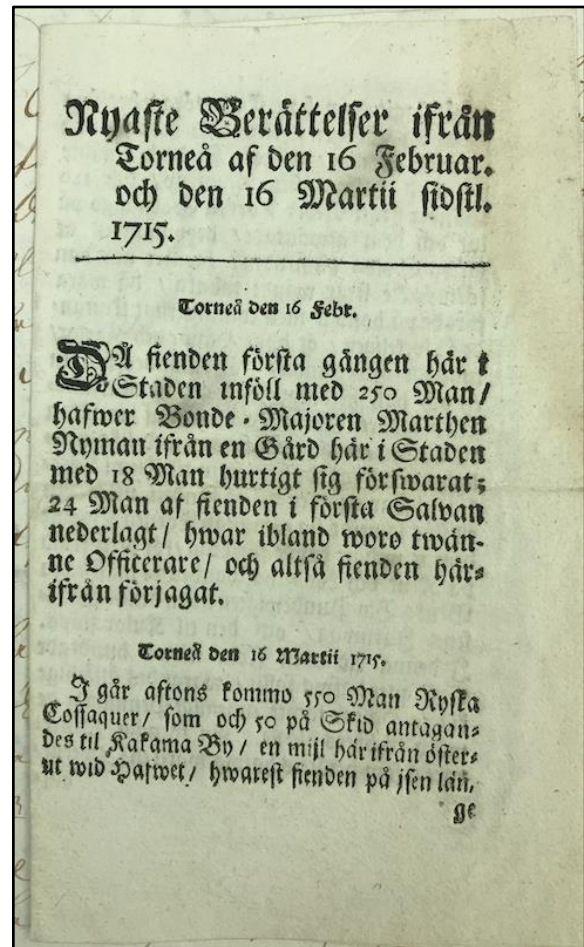 Nyaste Berättelser ifrån
Torneå af den 16 Februar.
och den 16 Martii sidstl.
1715.
Torneå den 16 Febr.
DÅ fienden första gången här i
Staden inföll med 250 Man/
hafwer Bonde-Majoren Marthen
Nyman ifrån en Gård här i Staden
med 18 Man hurtigt sig förswarat;
24 Man af fienden i första Salvan
nederlagt/ hwar ibland woro twän-
ne Officerare/ och altså fienden här-
ifrån förjagat.
Torneå den 16 Martii 1715.
I går aftons kommo 550 Man Ryska
Cossaquer/ som och 50 på Skid antagan-
des til Kakama By/ en mijl här ifrån öster-
ut wid Hafwet/ hwarest fienden på jsen län-
ge